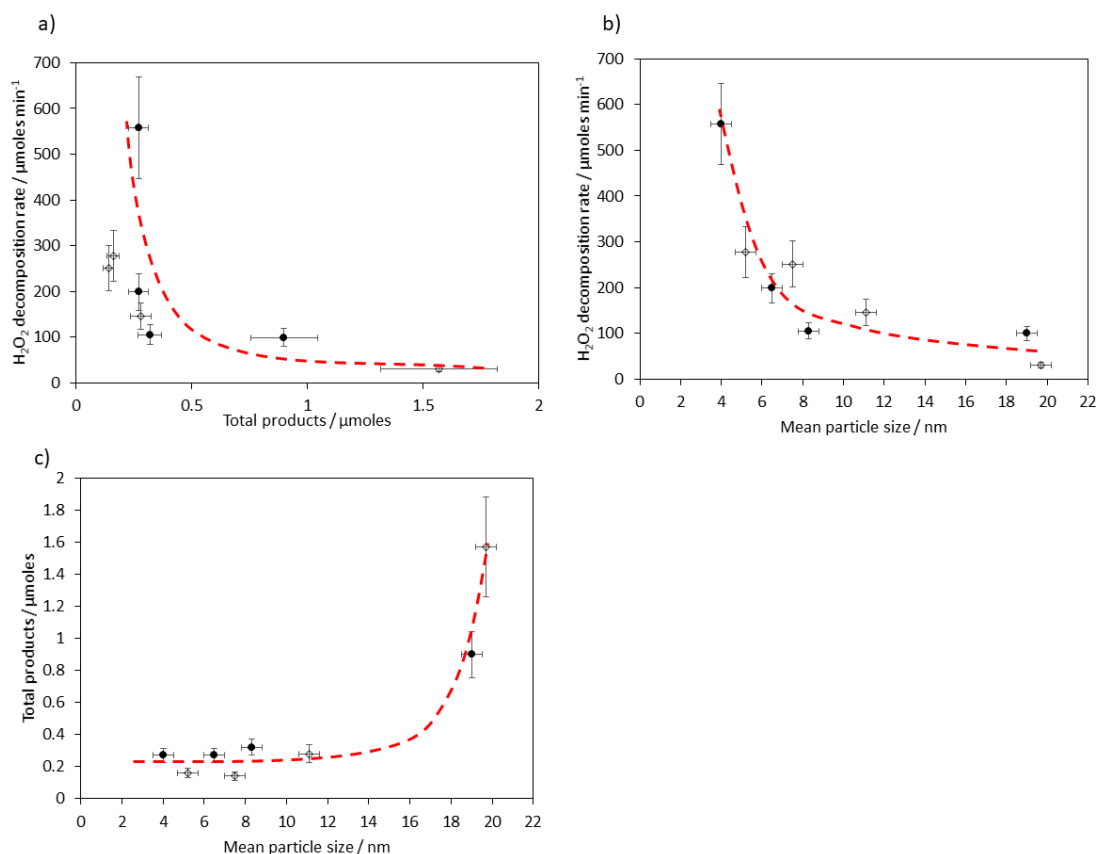 a)
H₂O₂ decomposition rate / µmoles min⁻¹
700
600
500
400
300
200
100
0
0 0.5 1 1.5 2
Total products / µmoles
b)
H₂O₂ decomposition rate / µmoles min⁻¹
700
600
500
400
300
200
100
0
0 2 4 6 8 10 12 14 16 18 20 22
Mean particle size / nm
c)
Total products / µmoles
2
1.8
1.6
1.4
1.2
1
0.8
0.6
0.4
0.2
0
0 2 4 6 8 10 12 14 16 18 20 22
Mean particle size / nm